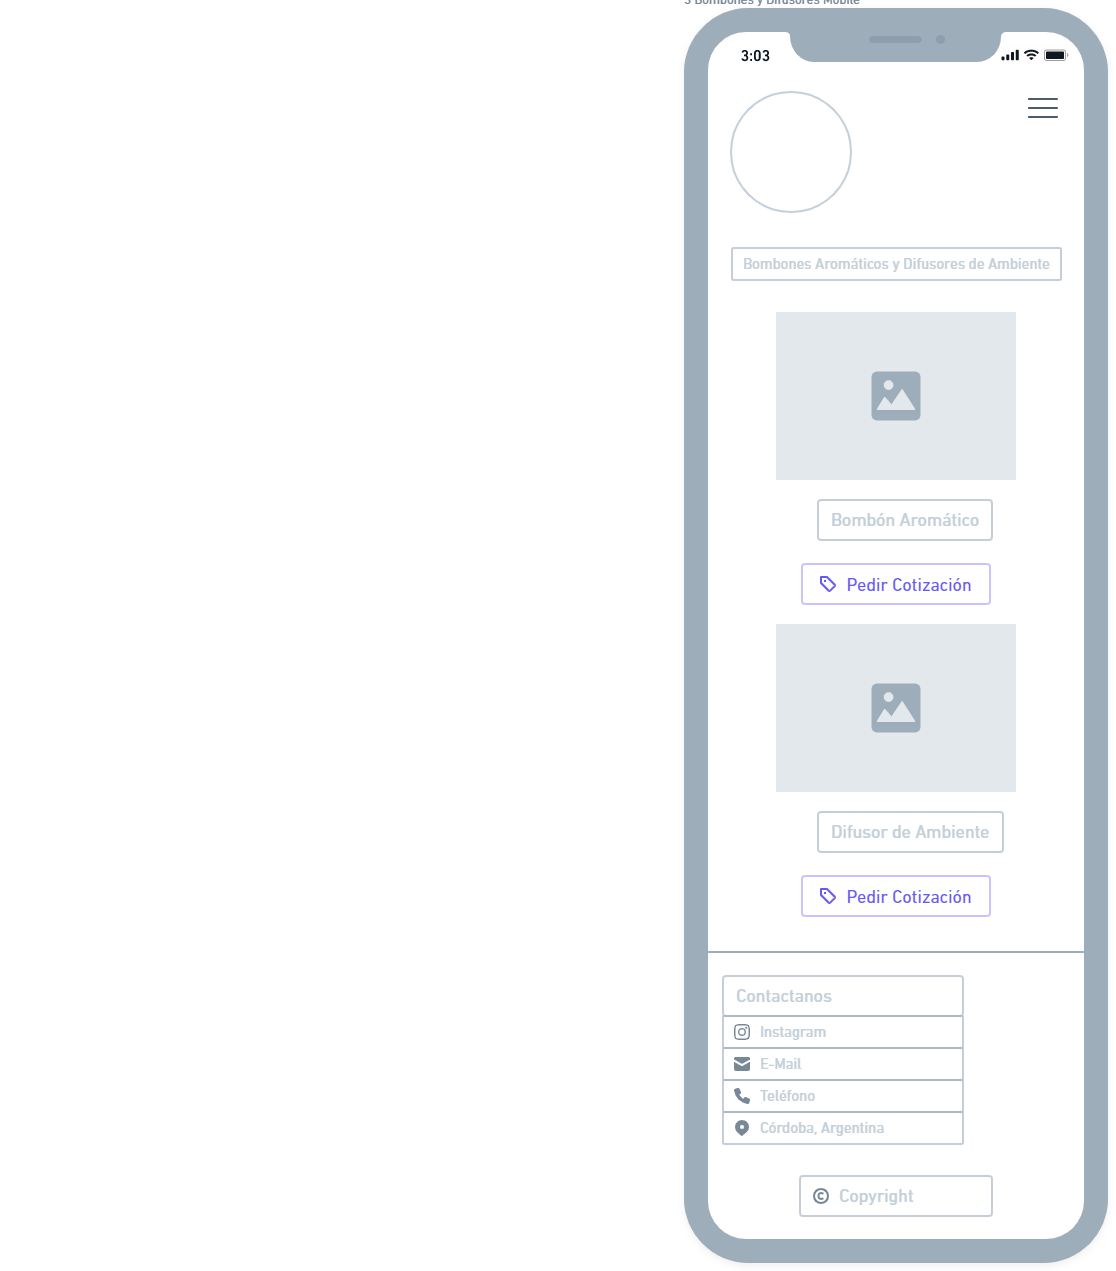 3 Bombones y Difusores Mobile
3:03
Bombones Aromáticos y Difusores de Ambiente
Bombón Aromático
Pedir Cotización
Difusor de Ambiente
Pedir Cotización
Contactanos
Instagram
E-Mail
Teléfono
Córdoba, Argentina
Copyright